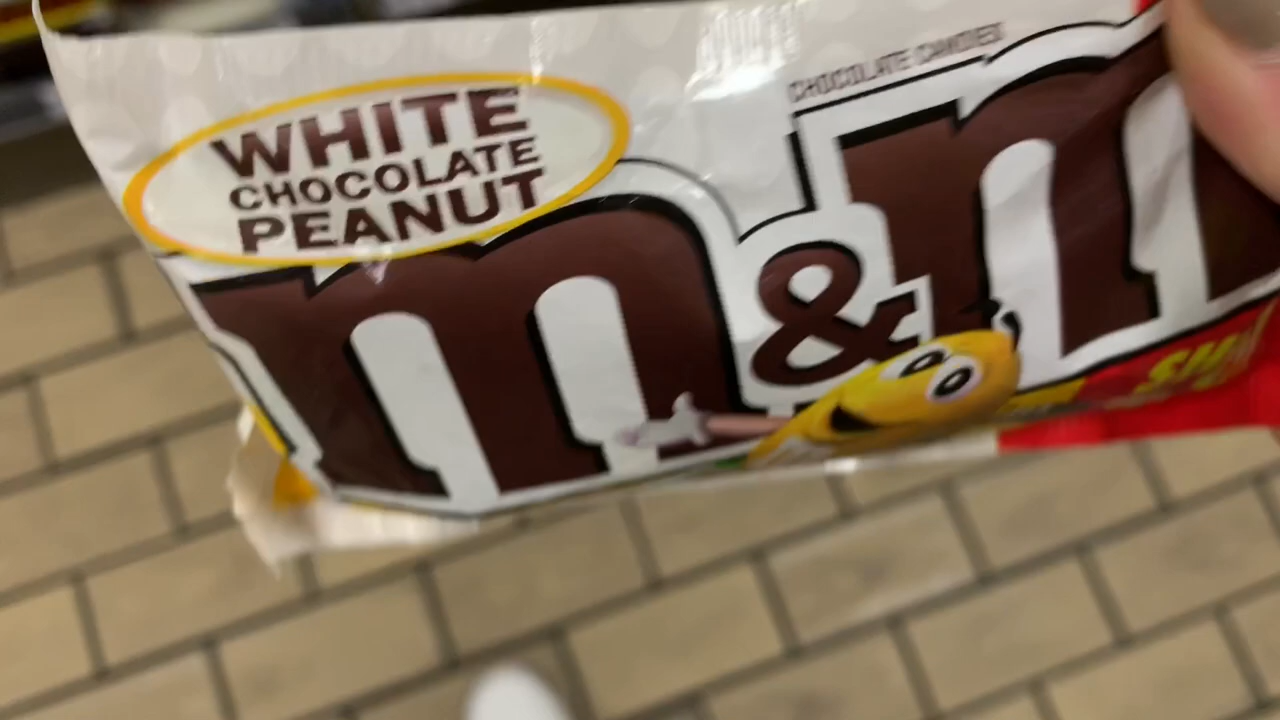 WHITE
CHOCOLATE
PEANUT
CHOCOLATE CANDIES
m&m